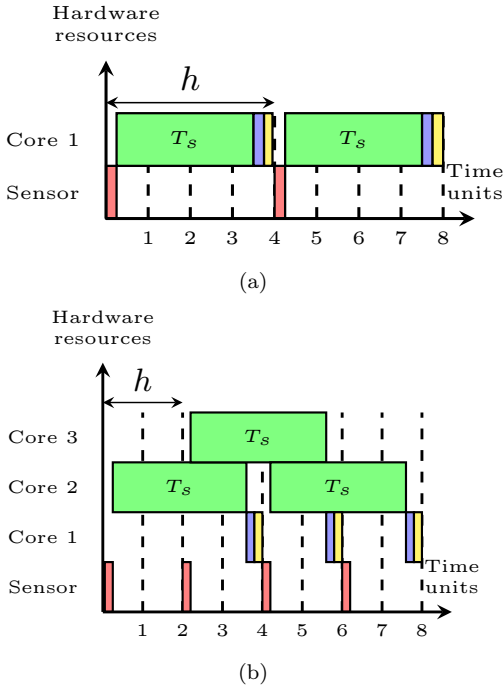 Hardware
resources
h
Core 1
T_s
T_s
Sensor
Time
units
1 2 3 4 5 6 7 8
(a)
Hardware
resources
h
Core 3
T_s
Core 2
T_s
T_s
Core 1
Sensor
Time
units
1 2 3 4 5 6 7 8
(b)